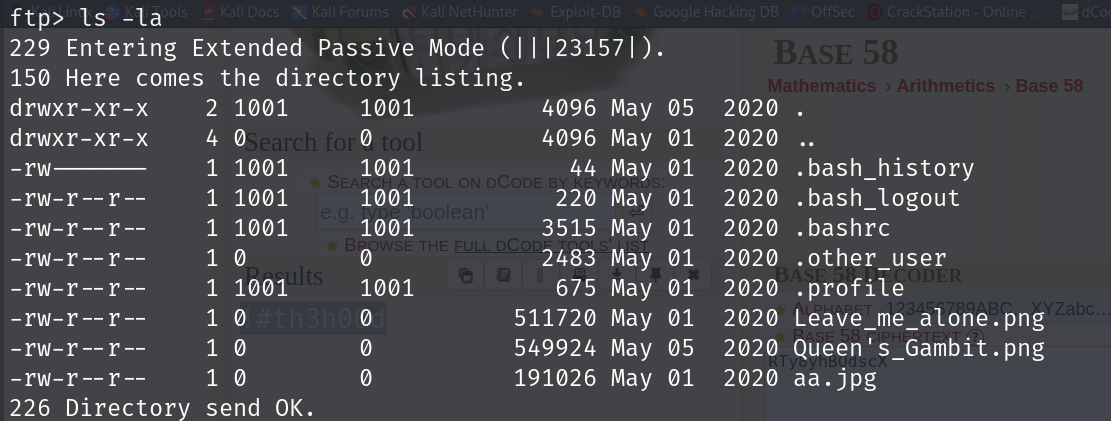 Kali Linux Kali Tools Kali Docs Kali Forums Kali NetHunter Exploit-DB Google Hacking DB OffSec CrackStation - Online ... dCo
ftp> ls -la
229 Entering Extended Passive Mode (|||23157|).
BASE 58
150 Here comes the directory listing.
Mathematics › Arithmetics › Base 58
drwxr-xr-x 2 1001 1001 4096 May 05 2020 .
drwxr-xr-x 4 0 0 4096 May 01 2020 ..
Search for a tool
-rw------- 1 1001 1001 44 May 01 2020 .bash_history
SEARCH A TOOL ON DCODE BY KEYWORDS:
-rw-r--r-- 1 1001 1001 220 May 01 2020 .bash_logout
e.g. type 'boolean'
-rw-r--r-- 1 1001 1001 3515 May 01 2020 .bashrc
BROWSE THE FULL DCODE TOOLS' LIST
-rw-r--r-- 1 0 0 2483 May 01 2020 .other_user
Results
BASE 58 DECODER
-rw-r--r-- 1 1001 1001 675 May 01 2020 .profile
ALPHABET 123456789ABC...XYZabc...
-rw-r--r-- 1 0 0 511720 May 01 2020 Leave_me_alone.png
BASE 58 CIPHERTEXT
-rw-r--r-- 1 0 0 549924 May 05 2020 Queen's_Gambit.png
-rw-r--r-- 1 0 0 191026 May 01 2020 aa.jpg
226 Directory send OK.